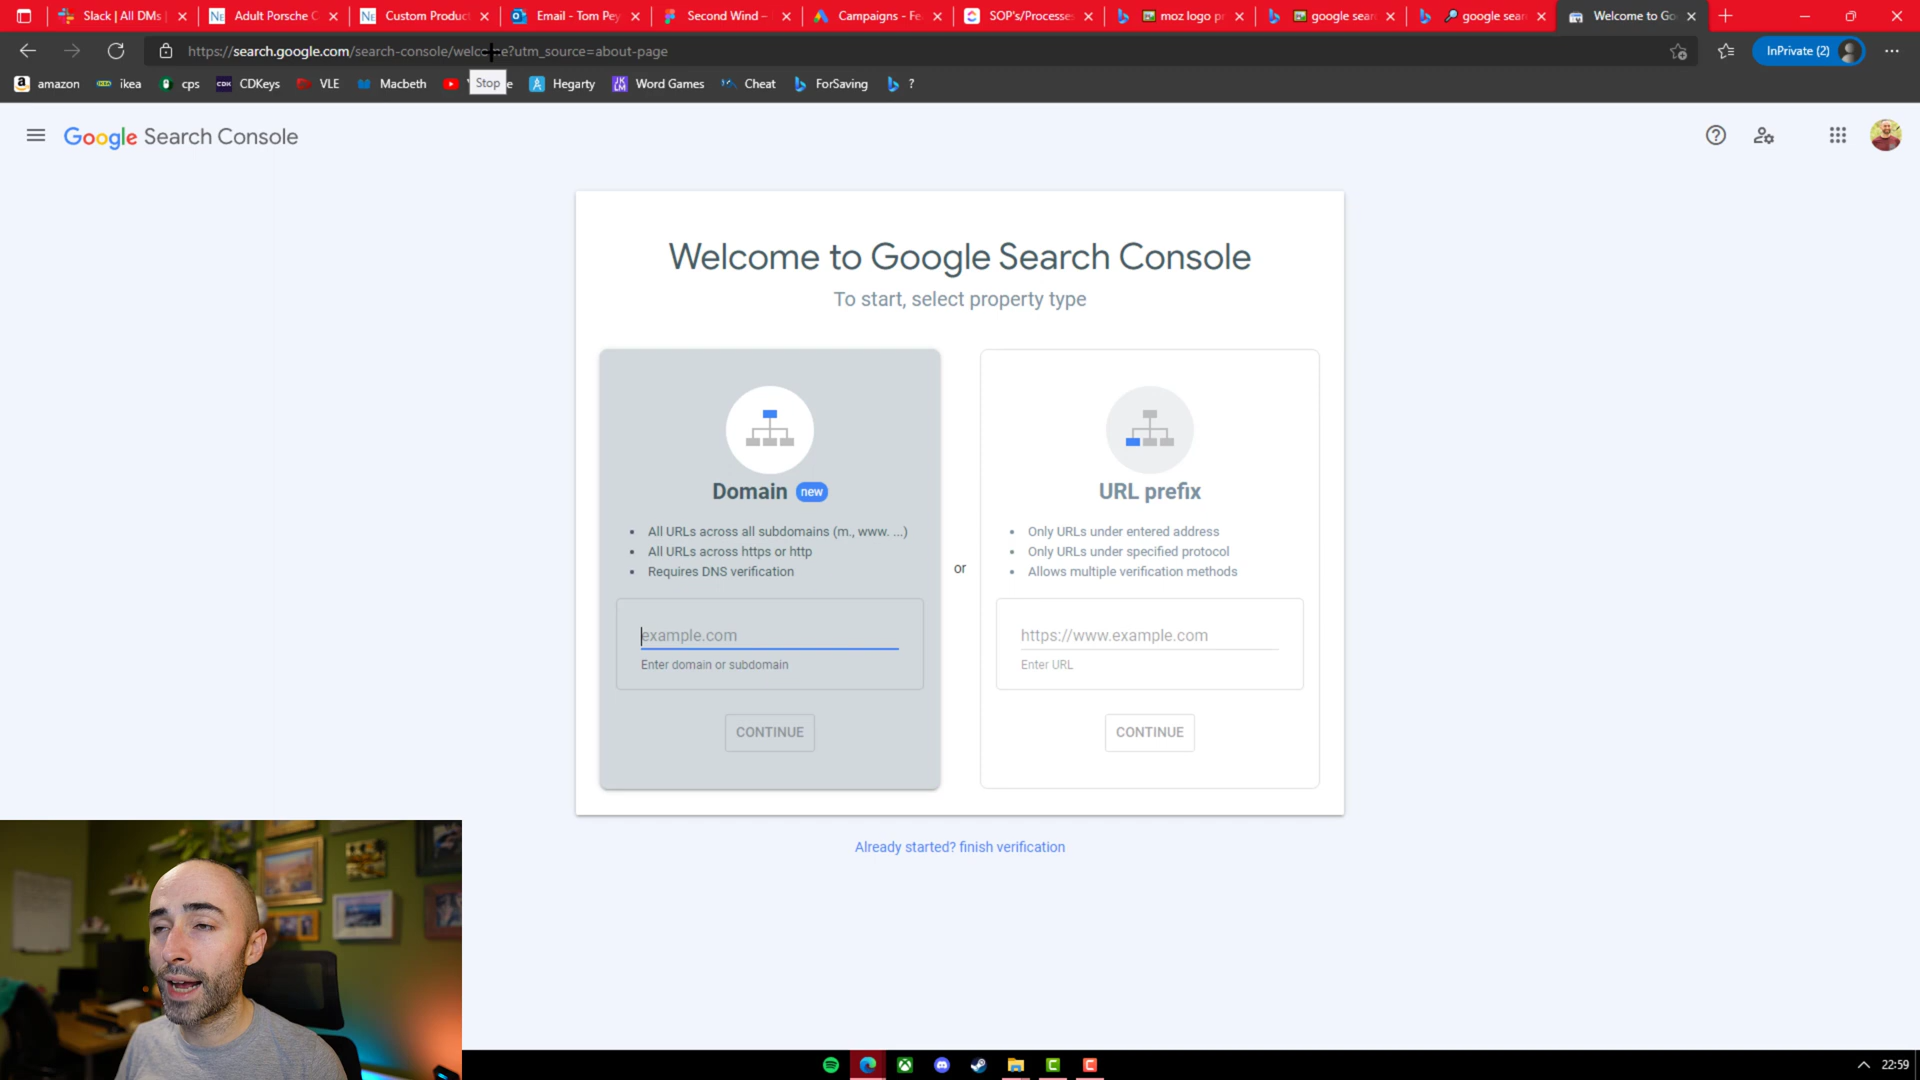 Slack | All DMs
Adult Porsche C
Custom Produc
Email - Tom Pey
Second Wind –
Campaigns - Fe
SOP's/Processes
moz logo p
google sear
google sear
Welcome to Go
https://search.google.com/search-console/welcome?utm_source=about-page
InPrivate (2)
amazon
ikea
cps
CDKeys
VLE
Macbeth
Stop
Hegarty
Word Games
Cheat
ForSaving
?
Google Search Console
Welcome to Google Search Console
To start, select property type
Domain new
All URLs across all subdomains (m., www. ...)
All URLs across https or http
Requires DNS verification
example.com
Enter domain or subdomain
CONTINUE
or
URL prefix
Only URLs under entered address
Only URLs under specified protocol
Allows multiple verification methods
https://www.example.com
Enter URL
CONTINUE
Already started? finish verification
22:59